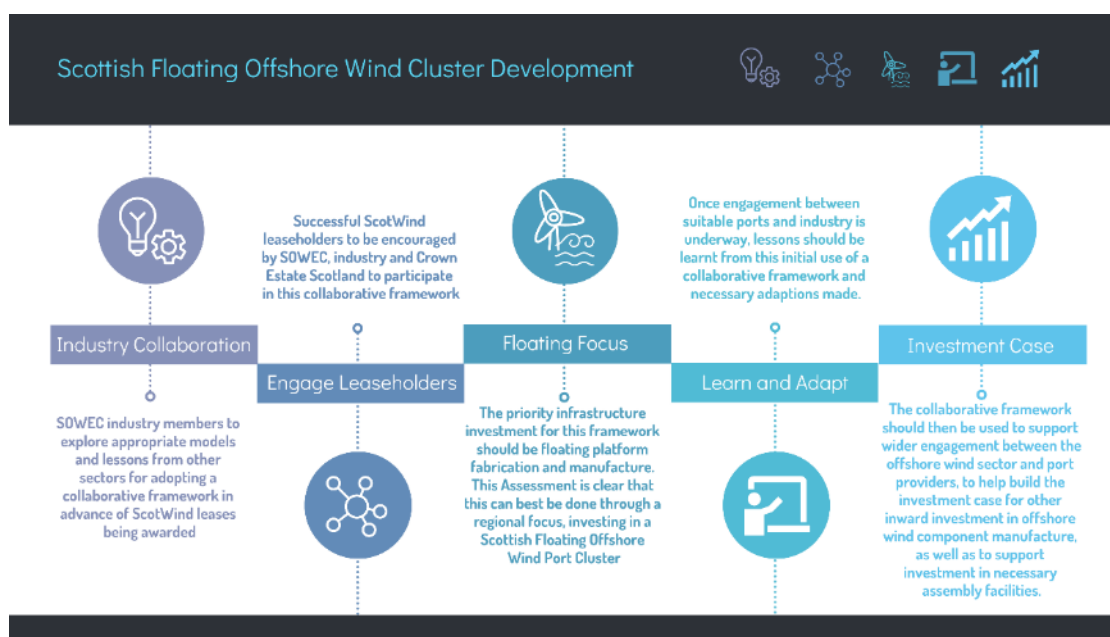 Scottish Floating Offshore Wind Cluster Development
Industry Collaboration
SOWEC industry members to
explore appropriate models
and lessons from other
sectors for adopting a
collaborative framework in
advance of ScotWind leases
being awarded
Successful ScotWind
leaseholders to be encouraged
by SOWEC, industry and Crown
Estate Scotland to participate
in this collaborative framework
Engage Leaseholders
Floating Focus
The priority infrastructure
investment for this framework
should be floating platform
fabrication and manufacture.
This Assessment is clear that
this can best be done through a
regional focus, investing in a
Scottish Floating Offshore
Wind Port Cluster
Once engagement between
suitable ports and industry is
underway, lessons should be
learnt from this initial use of a
collaborative framework and
necessary adaptions made.
Learn and Adapt
Investment Case
The collaborative framework
should then be used to support
wider engagement between the
offshore wind sector and port
providers, to help build the
investment case for other
inward investment in offshore
wind component manufacture,
as well as to support
investment in necessary
assembly facilities.